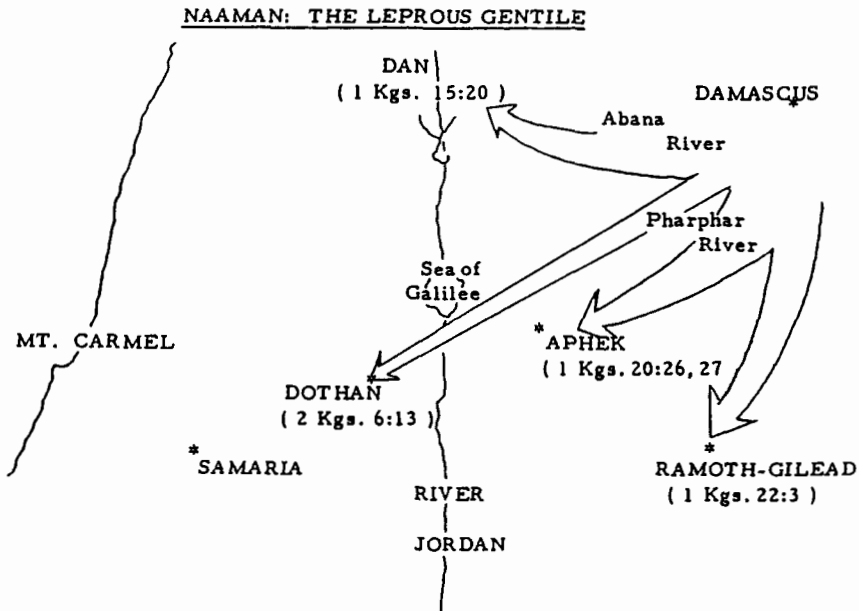 NAAMAN: THE LEPROUS GENTILE
DAN
( 1 Kgs. 15:20 )
DAMASCUS
*
Abana
River
Pharphar
River
Sea of
Galilee
MT. CARMEL
*
APHEK
( 1 Kgs. 20:26, 27
*
DOTHAN
( 2 Kgs. 6:13 )
*
SAMARIA
*
RAMOTH-GILEAD
( 1 Kgs. 22:3 )
RIVER
JORDAN